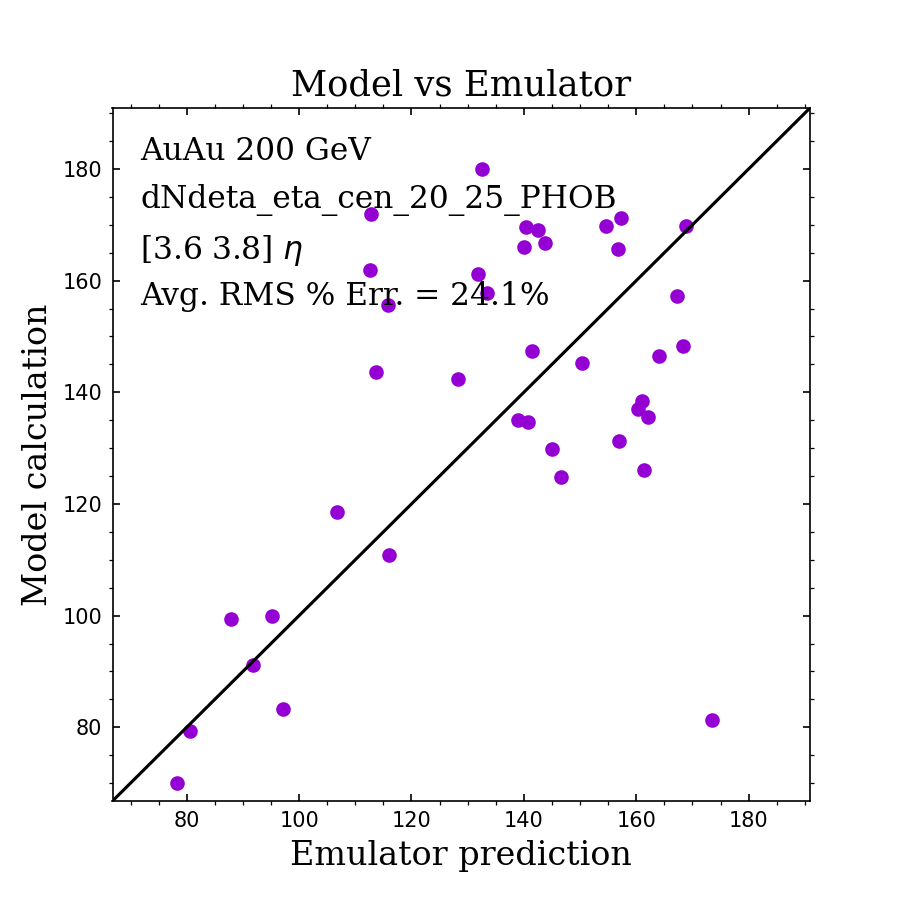 Model vs Emulator
AuAu 200 GeV
dNdeta_eta_cen_20_25_PHOB
[3.6 3.8] η
Avg. RMS % Err. = 24.1%
Model calculation
180
160
140
120
100
80
80 100 120 140 160 180
Emulator prediction